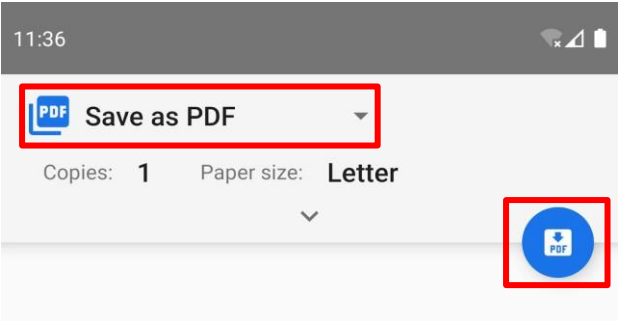 11:36
PDF Save as PDF
Copies: 1 Paper size: Letter
PDF